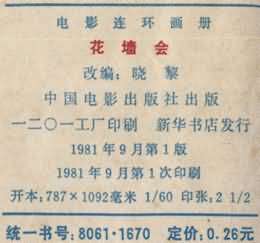 电影连环画册
花墙会
改编：晓 黎
中国电影出版社出版
一二〇一工厂印刷 新华书店发行
1981年9月第1版
1981年9月第1次印刷
开本：787×1092毫米 1/60 印张：2 1/2
统一书号：8061·1670 定价：0.26元